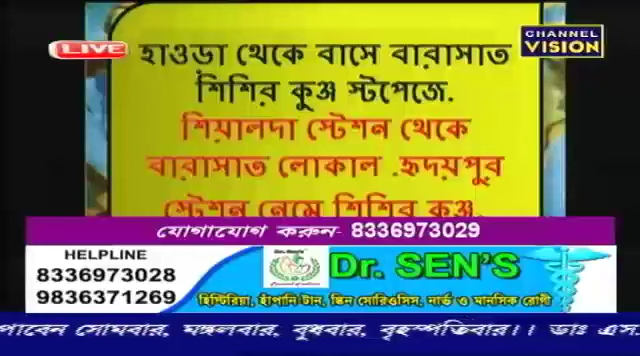 LIVE
CHANNEL
VISION
হাওড়া থেকে বাসে বারাসাত
শিশির কুঞ্জ স্টপেজে.
শিয়ালদা স্টেশন থেকে
বারাসাত লোকাল .হৃদয়পুর
স্টেশন নেমে শিশির কুঞ্জ.
যোগাযোগ করুন- 8336973029
HELPLINE
8336973028
9836371269
Dr. SEN'S
হিস্টিরিয়া, হাঁপানি টান, স্কিন সোরিওসিস, নার্ভ ও মানসিক রোগী
পাবেন সোমবার, মঙ্গলবার, বুধবার, বৃহস্পতিবার।। ডাঃ এস